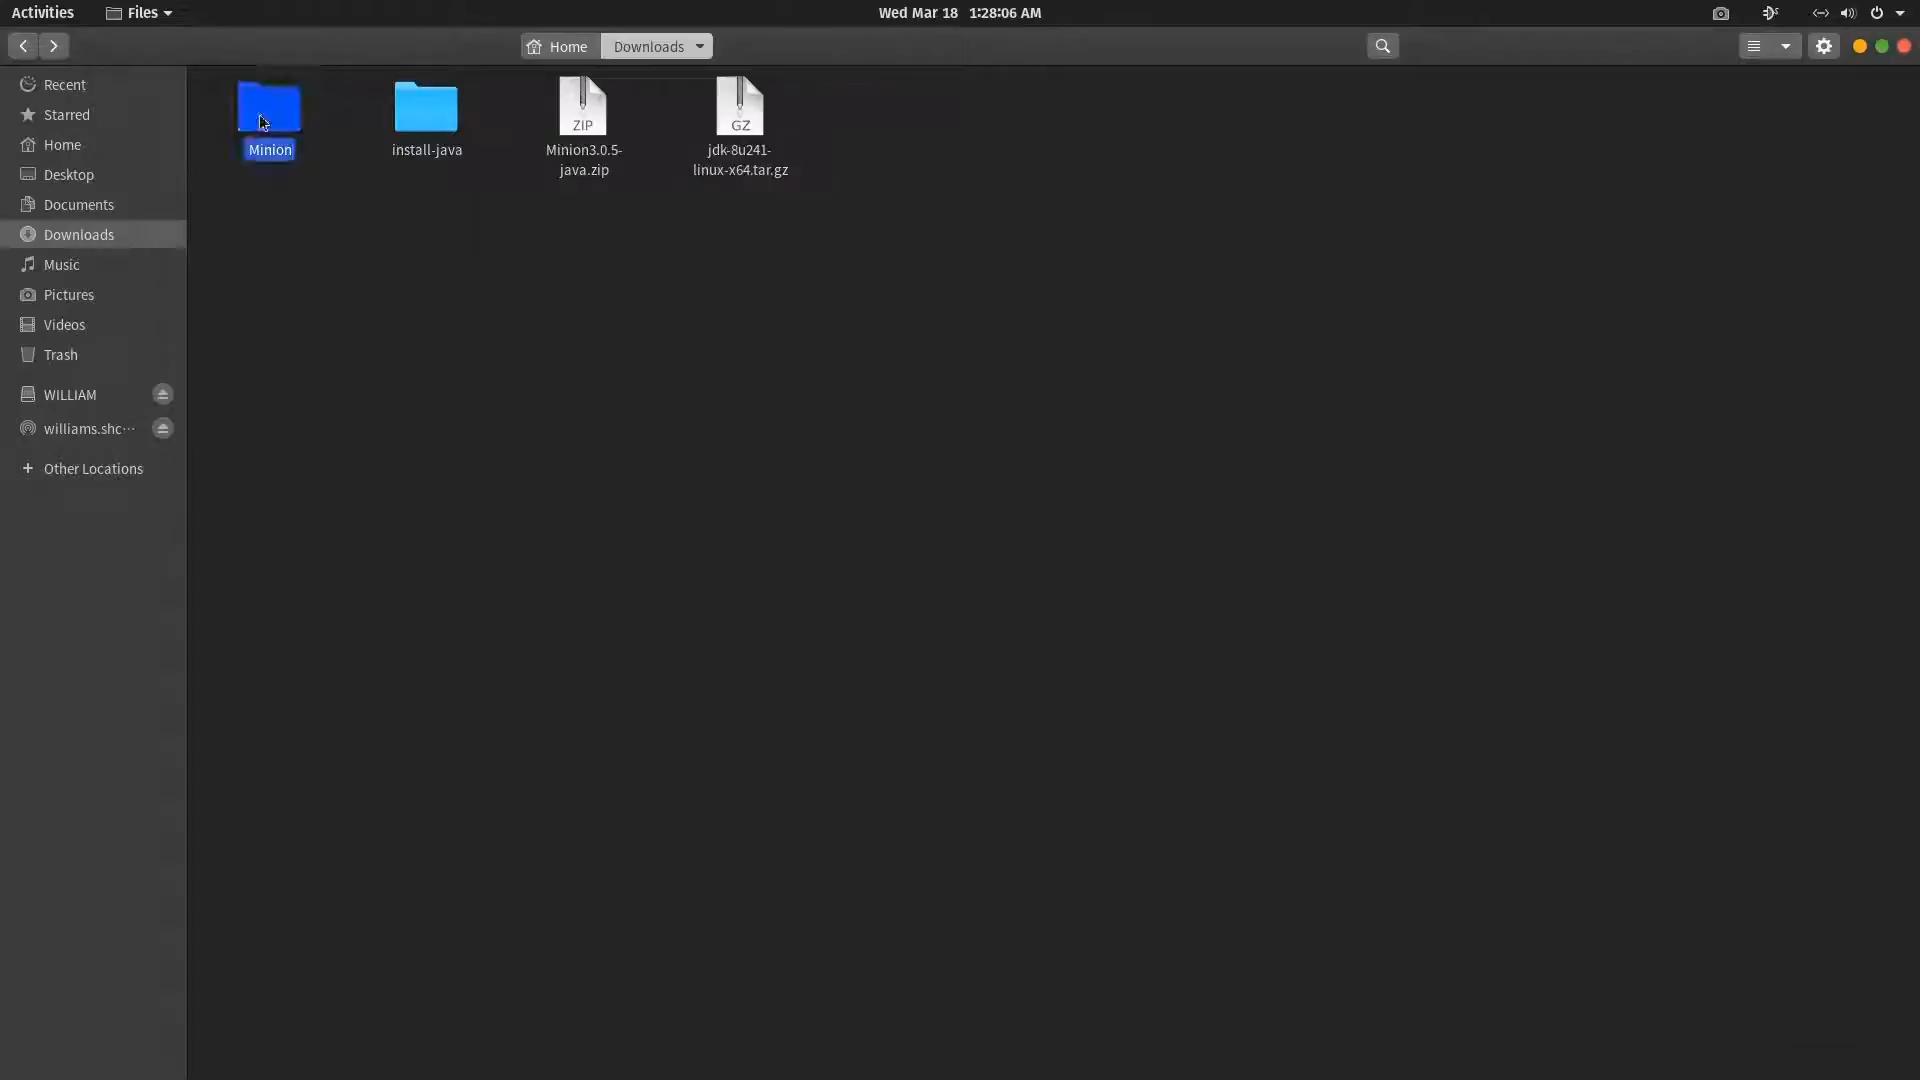 Activities Files Wed Mar 18 1:28:06 AM
Home Downloads
Recent
Starred
Home
Desktop
Documents
Downloads
Music
Pictures
Videos
Trash
WILLIAM
williams.shc···
Other Locations
Minion
install-java
ZIP
Minion3.0.5-
java.zip
GZ
jdk-8u241-
linux-x64.tar.gz